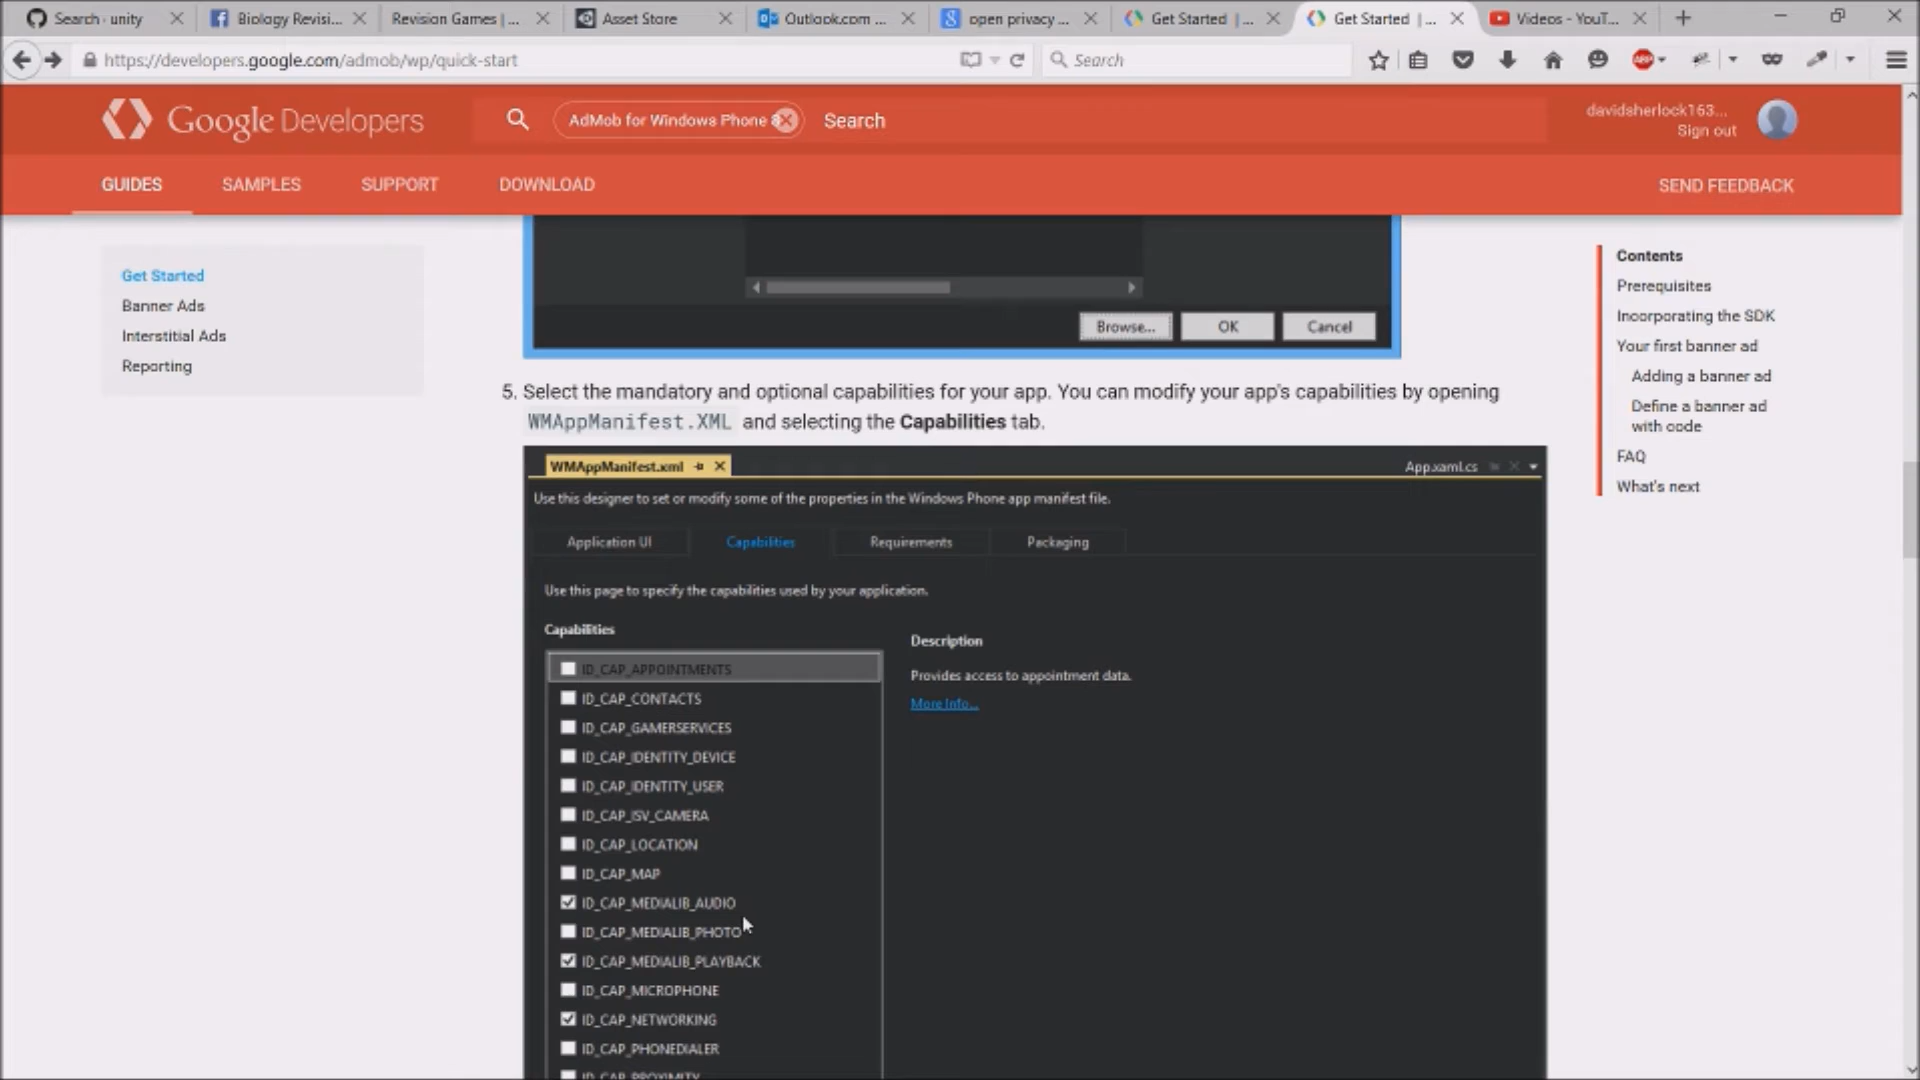 Search · unity
Biology Revisi...
Revision Games | ...
Asset Store
Outlook.com ...
open privacy ...
Get Started | ...
Get Started | ...
Videos - YouT...
https://developers.google.com/admob/wp/quick-start
Search
Google Developers
AdMob for Windows Phone 8
Search
davidsherlock163...
Sign out
GUIDES
SAMPLES
SUPPORT
DOWNLOAD
SEND FEEDBACK
Get Started
Banner Ads
Interstitial Ads
Reporting
Browse...
OK
Cancel
5. Select the mandatory and optional capabilities for your app. You can modify your app's capabilities by opening
WMAppManifest.XML and selecting the Capabilities tab.
WMAppManifest.xml
App.xaml.cs
Use this designer to set or modify some of the properties in the Windows Phone app manifest file.
Application UI
Capabilities
Requirements
Packaging
Use this page to specify the capabilities used by your application.
Capabilities
ID_CAP_APPOINTMENTS
ID_CAP_CONTACTS
ID_CAP_GAMERSERVICES
ID_CAP_IDENTITY_DEVICE
ID_CAP_IDENTITY_USER
ID_CAP_ISV_CAMERA
ID_CAP_LOCATION
ID_CAP_MAP
ID_CAP_MEDIALIB_AUDIO
ID_CAP_MEDIALIB_PHOTO
ID_CAP_MEDIALIB_PLAYBACK
ID_CAP_MICROPHONE
ID_CAP_NETWORKING
ID_CAP_PHONEDIALER
ID_CAP_PROXIMITY
Description
Provides access to appointment data.
More Info...
Contents
Prerequisites
Incorporating the SDK
Your first banner ad
Adding a banner ad
Define a banner ad
with code
FAQ
What's next